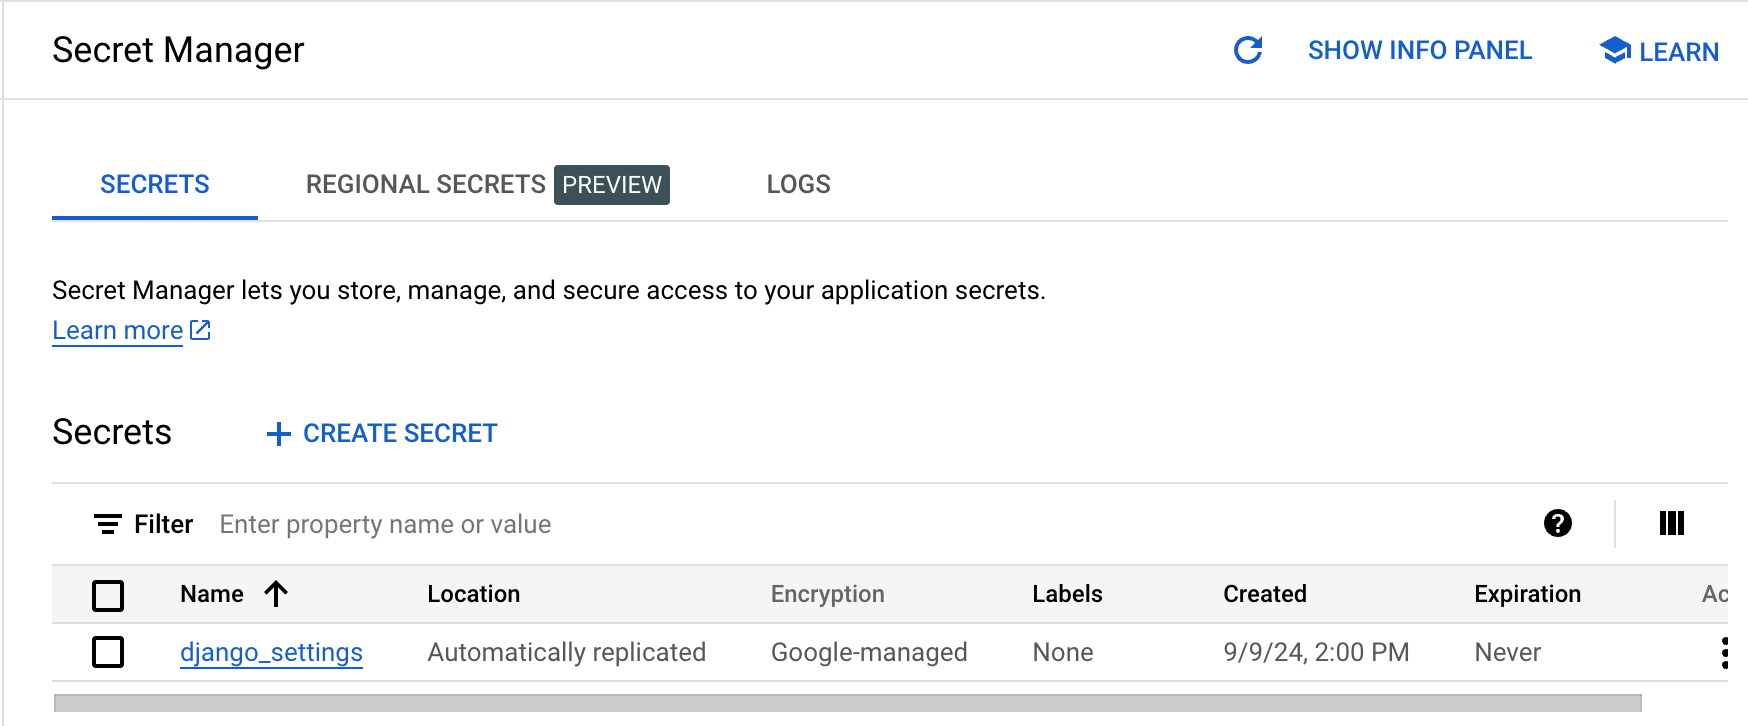 Secret Manager
SHOW INFO PANEL
LEARN
SECRETS
REGIONAL SECRETS PREVIEW
LOGS
Secret Manager lets you store, manage, and secure access to your application secrets.
Learn more
Secrets
CREATE SECRET
Filter Enter property name or value
Name Location Encryption Labels Created Expiration Ac
django_settings Automatically replicated Google-managed None 9/9/24, 2:00 PM Never